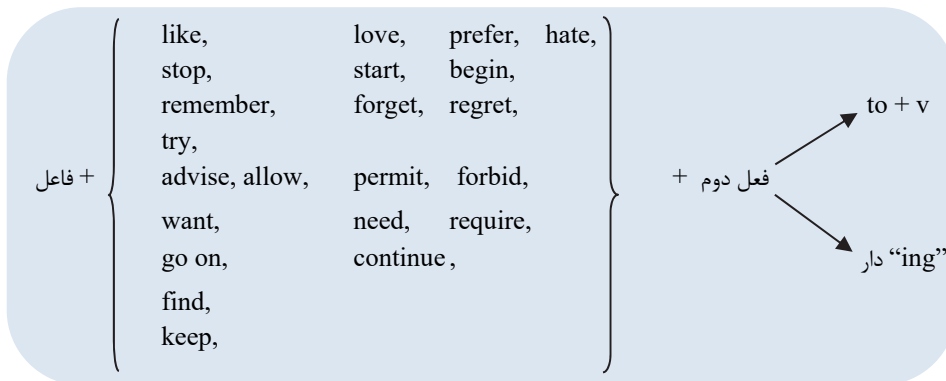 like, love, prefer, hate,
stop, start, begin,
remember, forget, regret,
try,
فاعل + advise, allow, permit, forbid, + فعل دوم
want, need, require,
go on, continue,
find,
keep,
to + v
“ing” دار